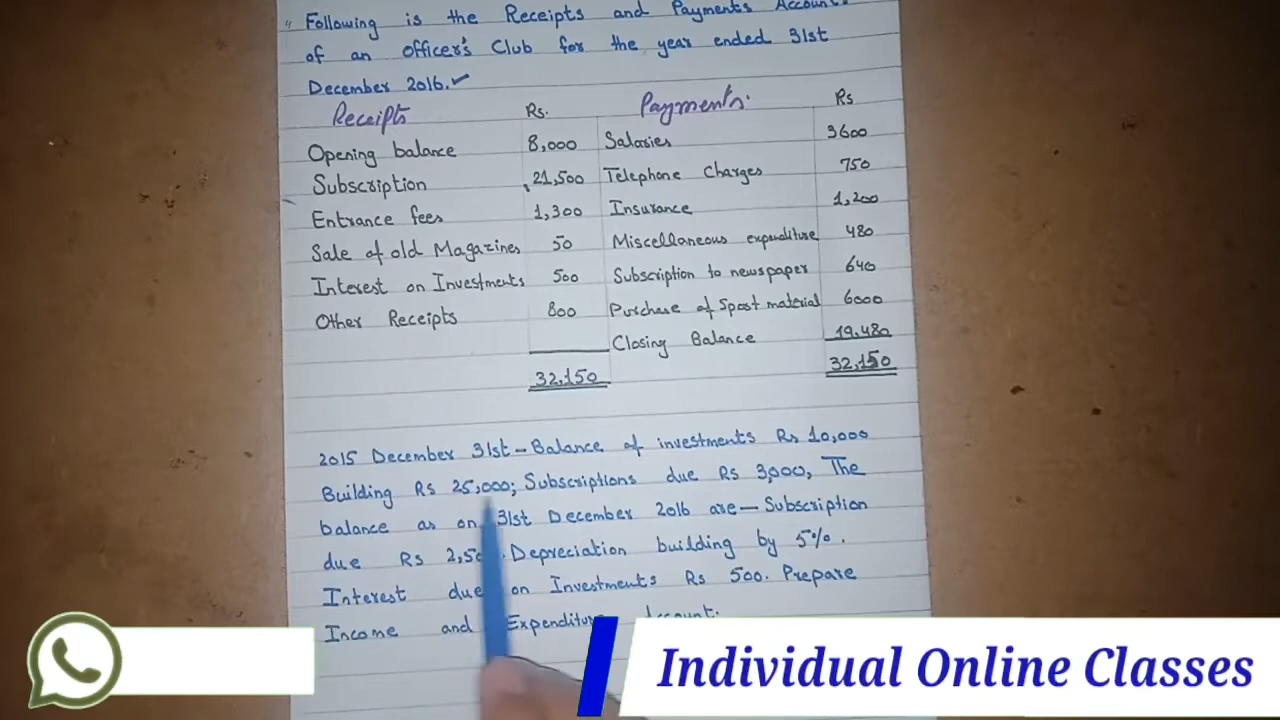 " Following is the Receipts and Payments Account
of an officer's Club for the year ended 31st
December 2016.
Receipts Rs. Payments. Rs
Opening balance 8,000 Salaries 3600
Subscription 21,500 Telephone Charges 750
Entrance fees 1,300 Insurance 1,200
Sale of old Magazines 50 Miscellaneous expenditure 480
Interest on Investments 500 Subscription to newspaper 640
Other Receipts 800 Purchase of Sport material 6000
Closing Balance 19,480
32,150 32,150
2015 December 31st - Balance of investments Rs 10,000
Building Rs 25,000; Subscriptions due Rs 3,000, The
balance as on 31st December 2016 are - Subscription
due Rs Depreciation building by 5%.
Interest due on Investments Rs 500. Prepare
Income and Expenditure Account.
Individual Online Classes